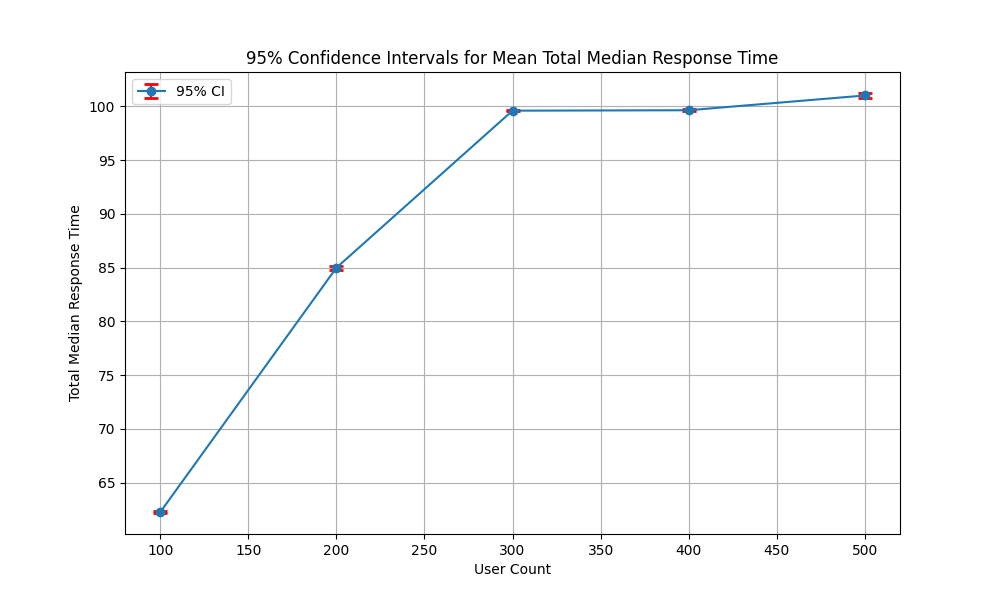 95% Confidence Intervals for Mean Total Median Response Time
95% CI
100
95
90
85
80
75
70
65
Total Median Response Time
100 150 200 250 300 350 400 450 500
User Count